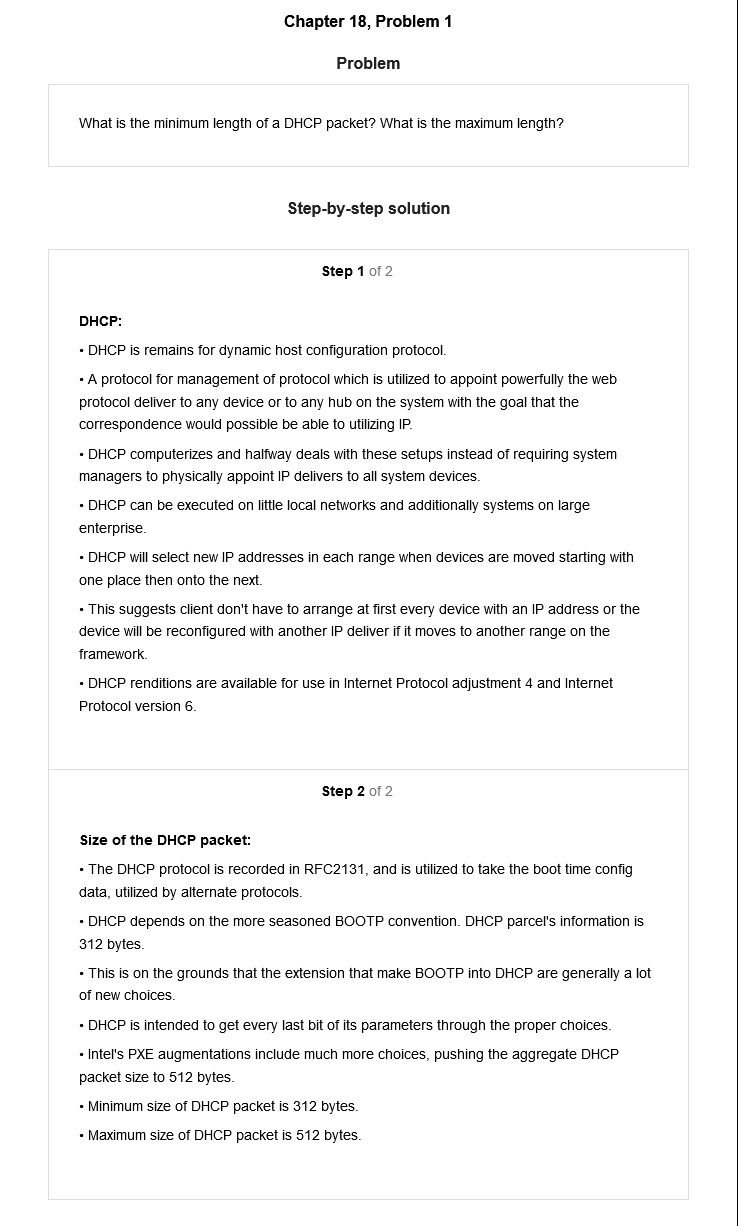 Chapter 18, Problem 1
Problem
What is the minimum length of a DHCP packet? What is the maximum length?
Step-by-step solution
Step 1 of 2
DHCP:
• DHCP is remains for dynamic host configuration protocol.
• A protocol for management of protocol which is utilized to appoint powerfully the web
protocol deliver to any device or to any hub on the system with the goal that the
correspondence would possible be able to utilizing IP.
• DHCP computerizes and halfway deals with these setups instead of requiring system
managers to physically appoint IP delivers to all system devices.
• DHCP can be executed on little local networks and additionally systems on large
enterprise.
• DHCP will select new IP addresses in each range when devices are moved starting with
one place then onto the next.
• This suggests client don't have to arrange at first every device with an IP address or the
device will be reconfigured with another IP deliver if it moves to another range on the
framework.
• DHCP renditions are available for use in Internet Protocol adjustment 4 and Internet
Protocol version 6.
Step 2 of 2
Size of the DHCP packet:
• The DHCP protocol is recorded in RFC2131, and is utilized to take the boot time config
data, utilized by alternate protocols.
• DHCP depends on the more seasoned BOOTP convention. DHCP parcel's information is
312 bytes.
• This is on the grounds that the extension that make BOOTP into DHCP are generally a lot
of new choices.
• DHCP is intended to get every last bit of its parameters through the proper choices.
• Intel's PXE augmentations include much more choices, pushing the aggregate DHCP
packet size to 512 bytes.
• Minimum size of DHCP packet is 312 bytes.
• Maximum size of DHCP packet is 512 bytes.